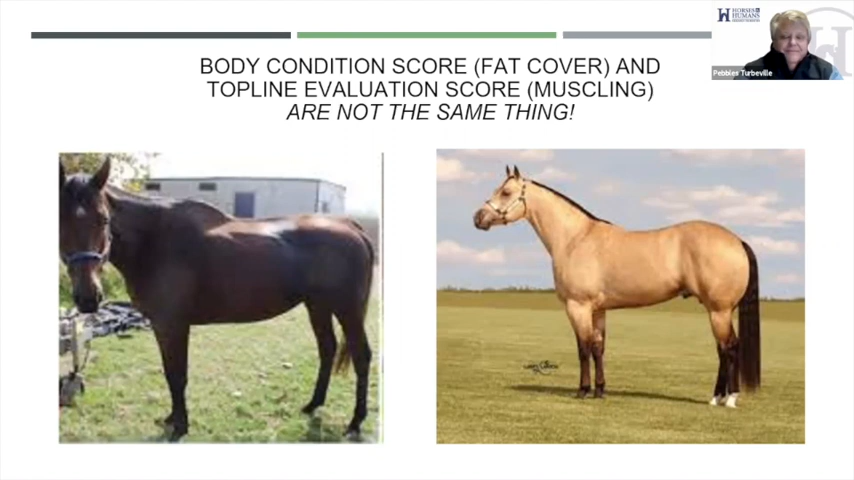 BODY CONDITION SCORE (FAT COVER) AND
TOPLINE EVALUATION SCORE (MUSCLING)
ARE NOT THE SAME THING!
HORSES
HUMANS
Pebbles Turbeville